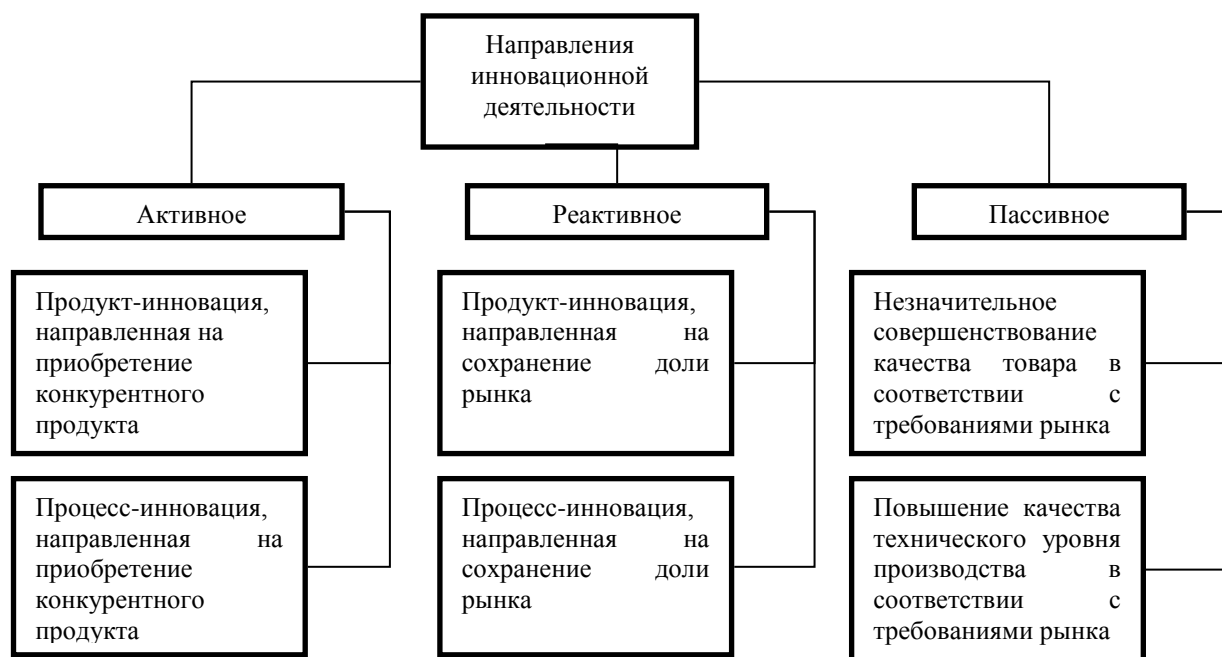 Направления
инновационной
деятельности
Активное
Реактивное
Пассивное
Продукт-инновация,
направленная на
приобретение
конкурентного
продукта
Продукт-инновация,
направленная на
сохранение доли
рынка
Незначительное
совершенствование
качества товара в
соответствии с
требованиями рынка
Процесс-инновация,
направленная на
приобретение
конкурентного
продукта
Процесс-инновация,
направленная на
сохранение доли
рынка
Повышение качества
технического уровня
производства в
соответствии с
требованиями рынка